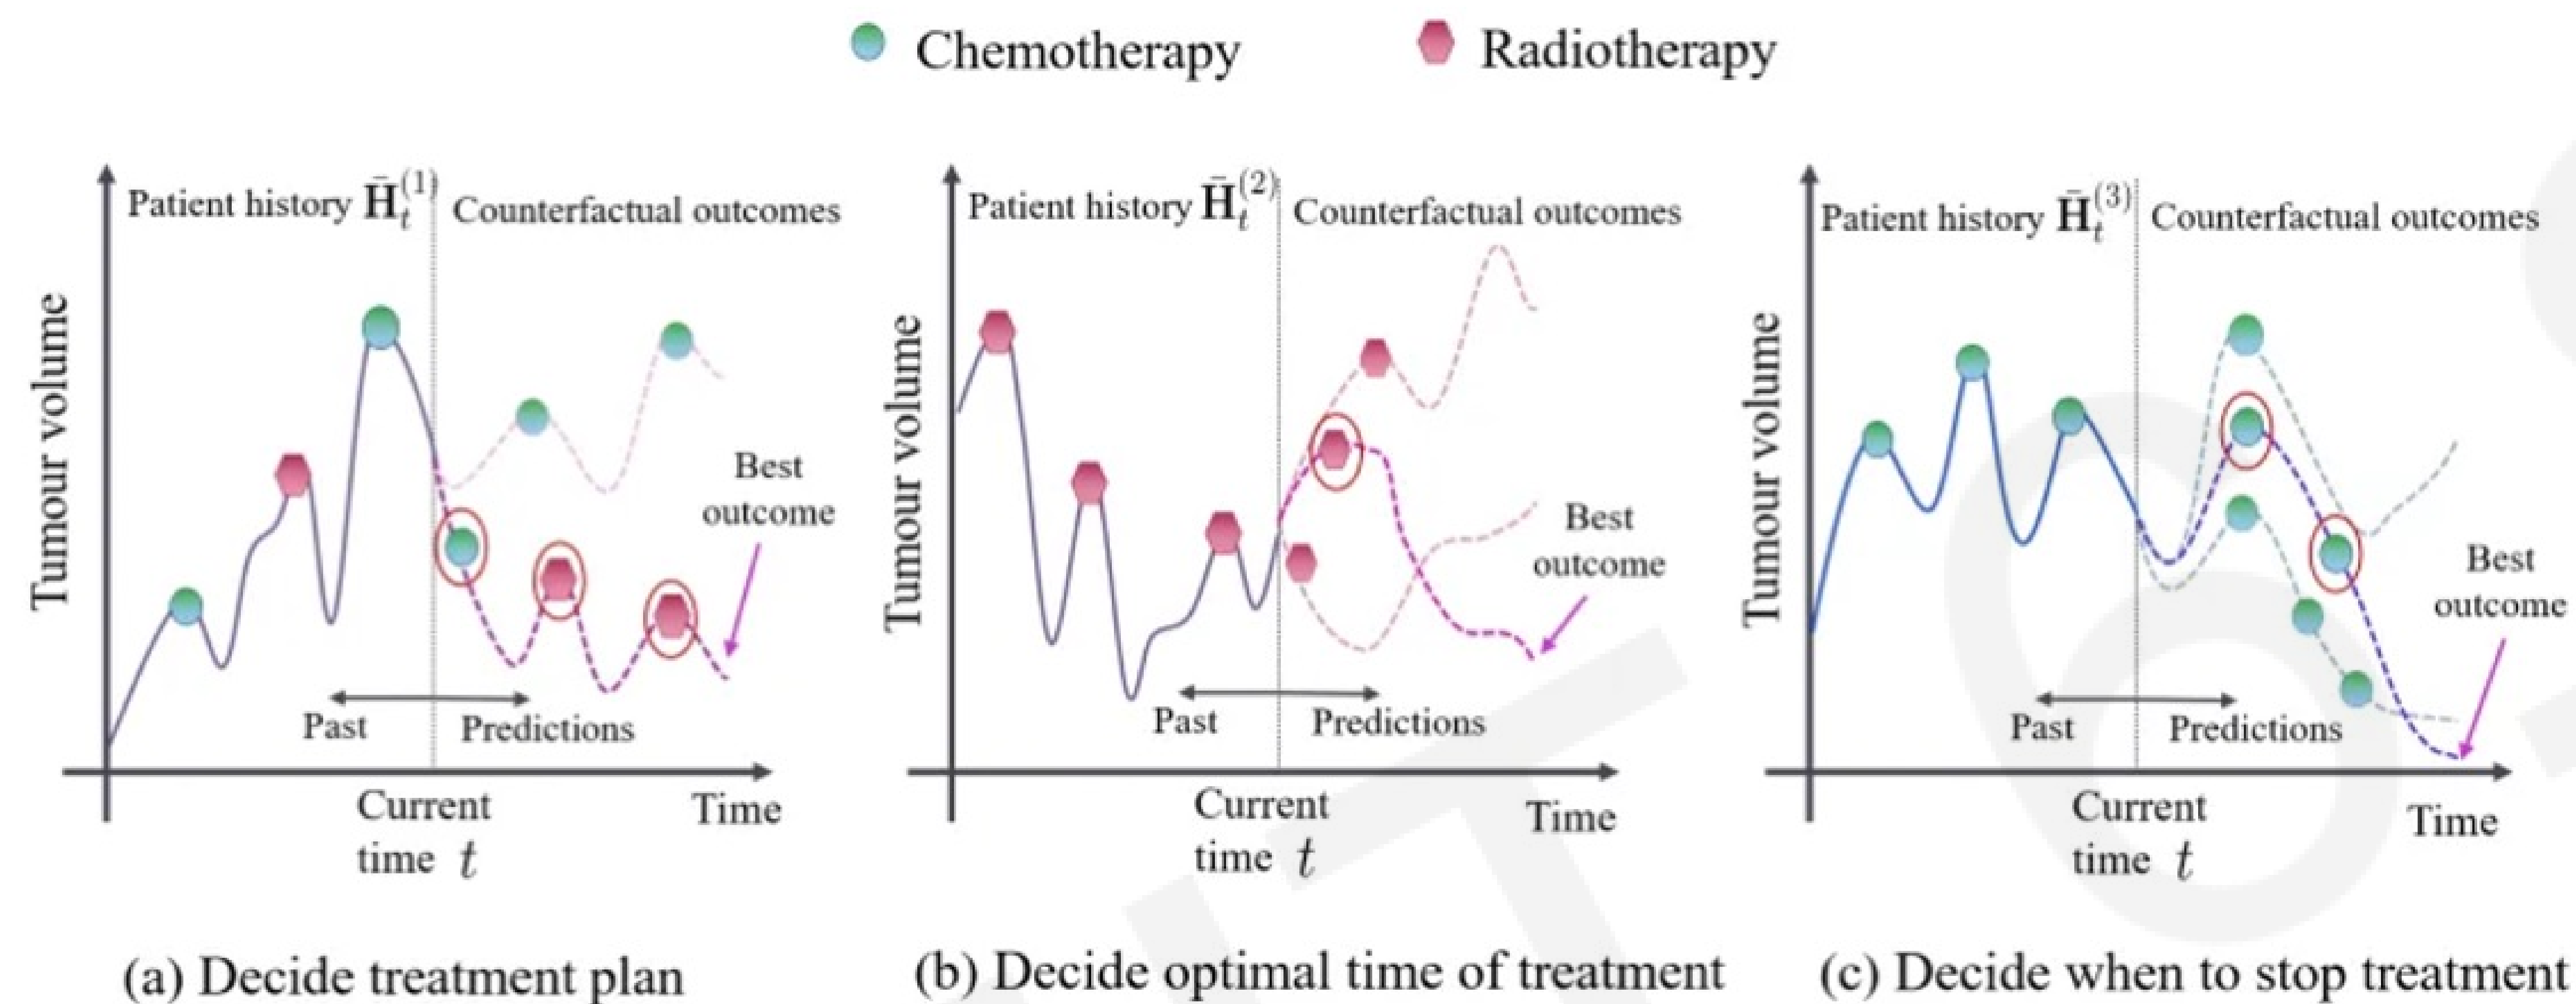 Chemotherapy
Radiotherapy
Patient history H̄_t^(1)
Counterfactual outcomes
Tumour volume
Best
outcome
Past
Predictions
Current
time t
Time
(a) Decide treatment plan
Patient history H̄_t^(2)
Counterfactual outcomes
Tumour volume
Best
outcome
Past
Predictions
Current
time t
Time
(b) Decide optimal time of treatment
Patient history H̄_t^(3)
Counterfactual outcomes
Tumour volume
Best
outcome
Past
Predictions
Current
time t
Time
(c) Decide when to stop treatment